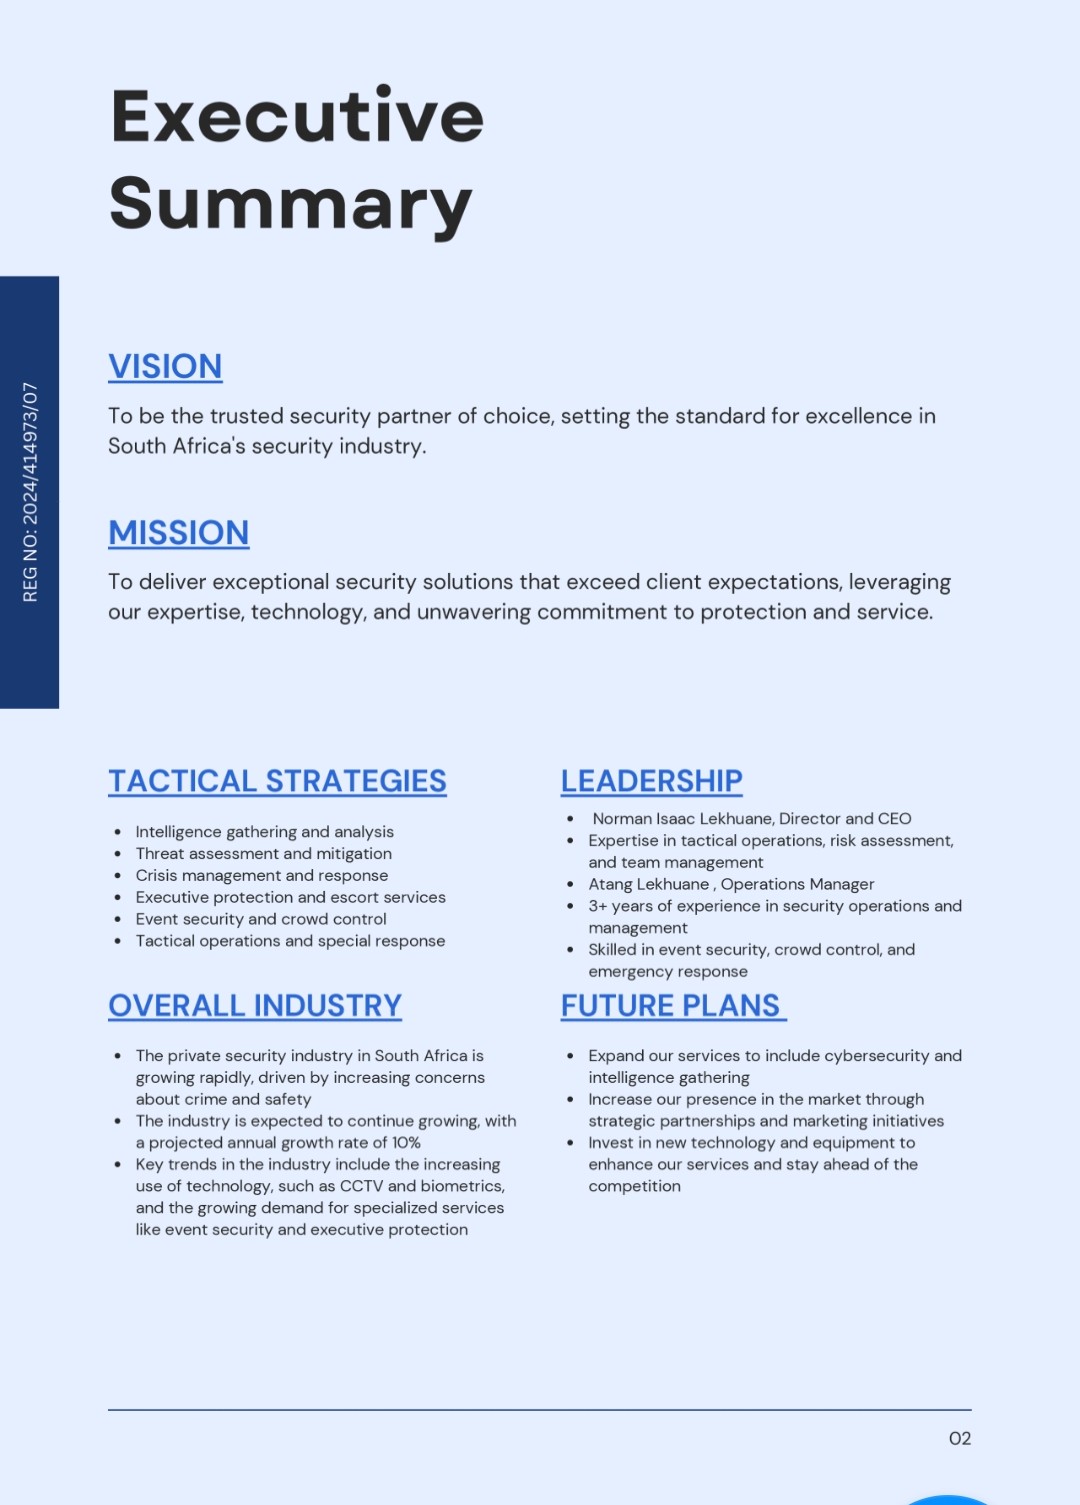 Executive
Summary
REG NO: 2024/414973/07
VISION
To be the trusted security partner of choice, setting the standard for excellence in
South Africa's security industry.
MISSION
To deliver exceptional security solutions that exceed client expectations, leveraging
our expertise, technology, and unwavering commitment to protection and service.
TACTICAL STRATEGIES
• Intelligence gathering and analysis
• Threat assessment and mitigation
• Crisis management and response
• Executive protection and escort services
• Event security and crowd control
• Tactical operations and special response
LEADERSHIP
• Norman Isaac Lekhuane, Director and CEO
• Expertise in tactical operations, risk assessment,
and team management
• Atang Lekhuane , Operations Manager
• 3+ years of experience in security operations and
management
• Skilled in event security, crowd control, and
emergency response
OVERALL INDUSTRY
• The private security industry in South Africa is
growing rapidly, driven by increasing concerns
about crime and safety
• The industry is expected to continue growing, with
a projected annual growth rate of 10%
• Key trends in the industry include the increasing
use of technology, such as CCTV and biometrics,
and the growing demand for specialized services
like event security and executive protection
FUTURE PLANS
• Expand our services to include cybersecurity and
intelligence gathering
• Increase our presence in the market through
strategic partnerships and marketing initiatives
• Invest in new technology and equipment to
enhance our services and stay ahead of the
competition
02